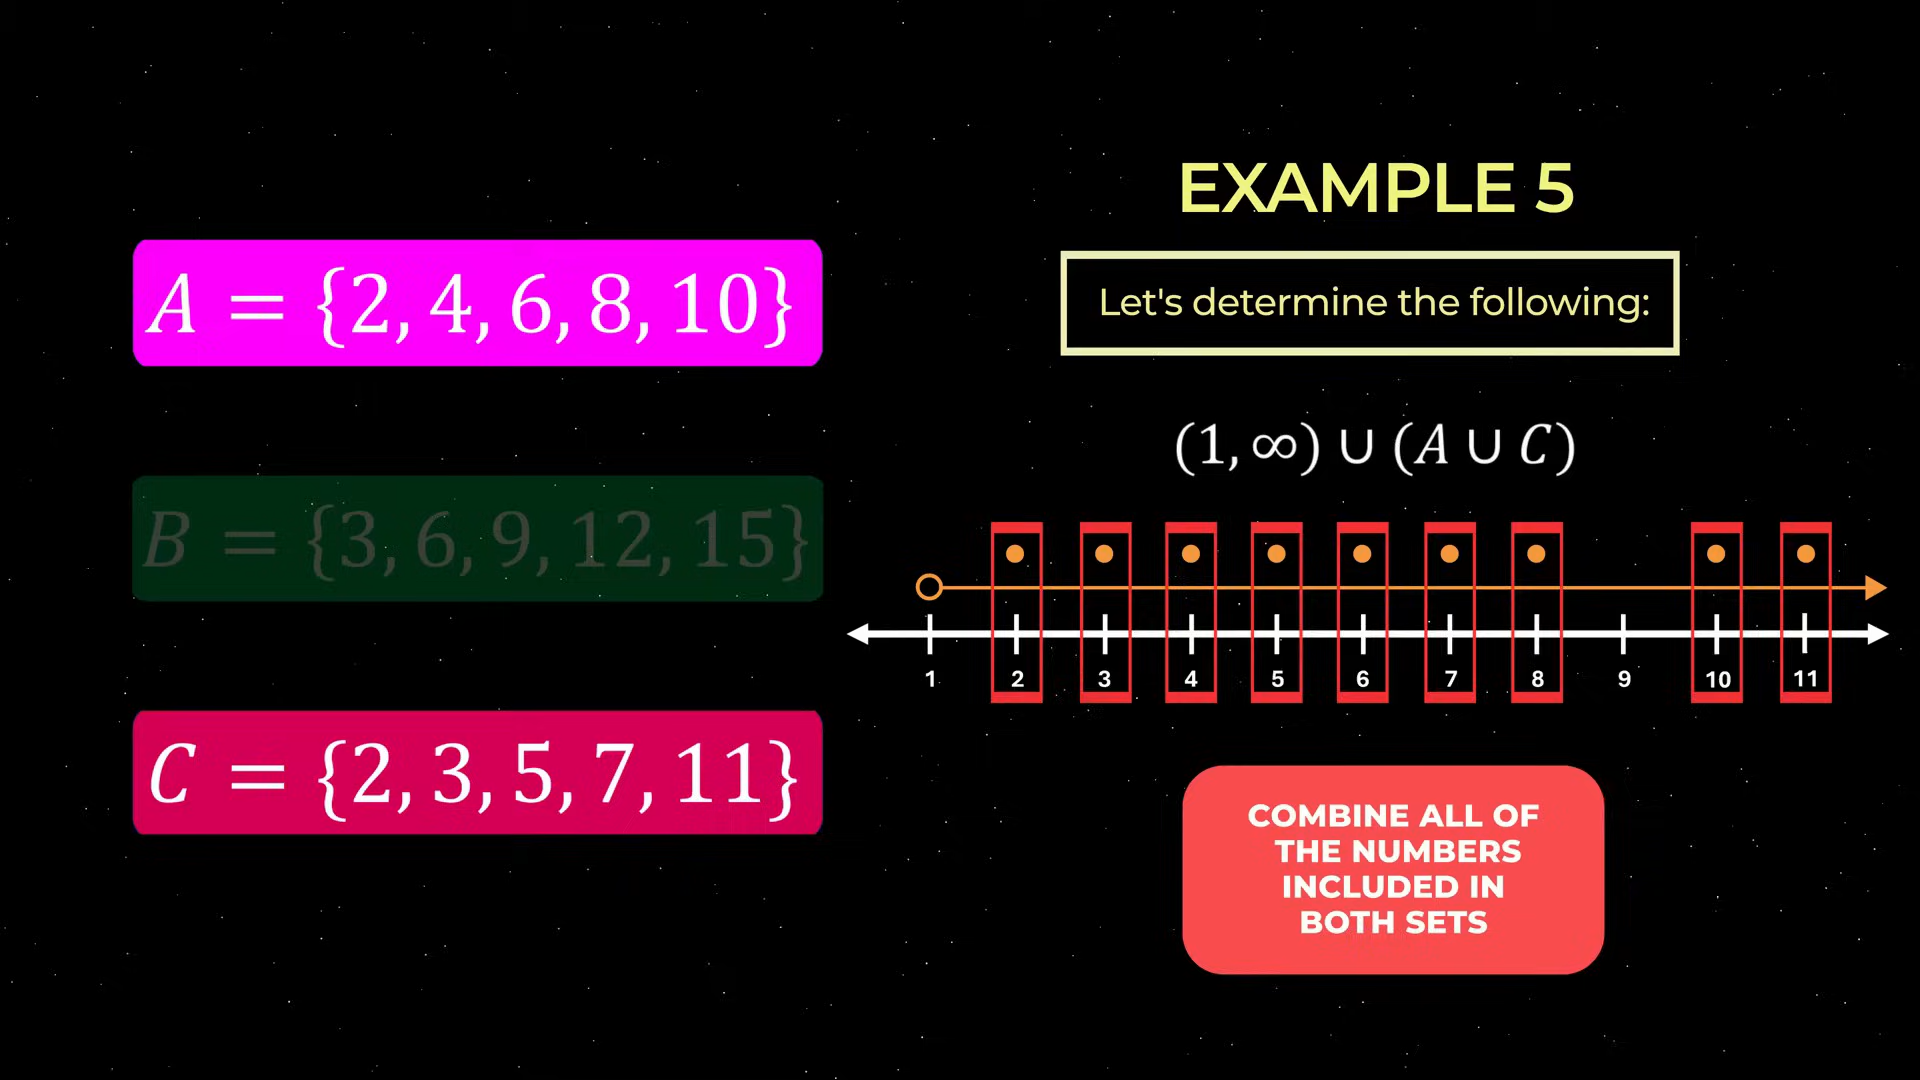 A = {2, 4, 6, 8, 10}
B = {3, 6, 9, 12, 15}
C = {2, 3, 5, 7, 11}
EXAMPLE 5
Let's determine the following:
(1, ∞) ∪ (A ∪ C)
1 2 3 4 5 6 7 8 9 10 11
COMBINE ALL OF
THE NUMBERS
INCLUDED IN
BOTH SETS